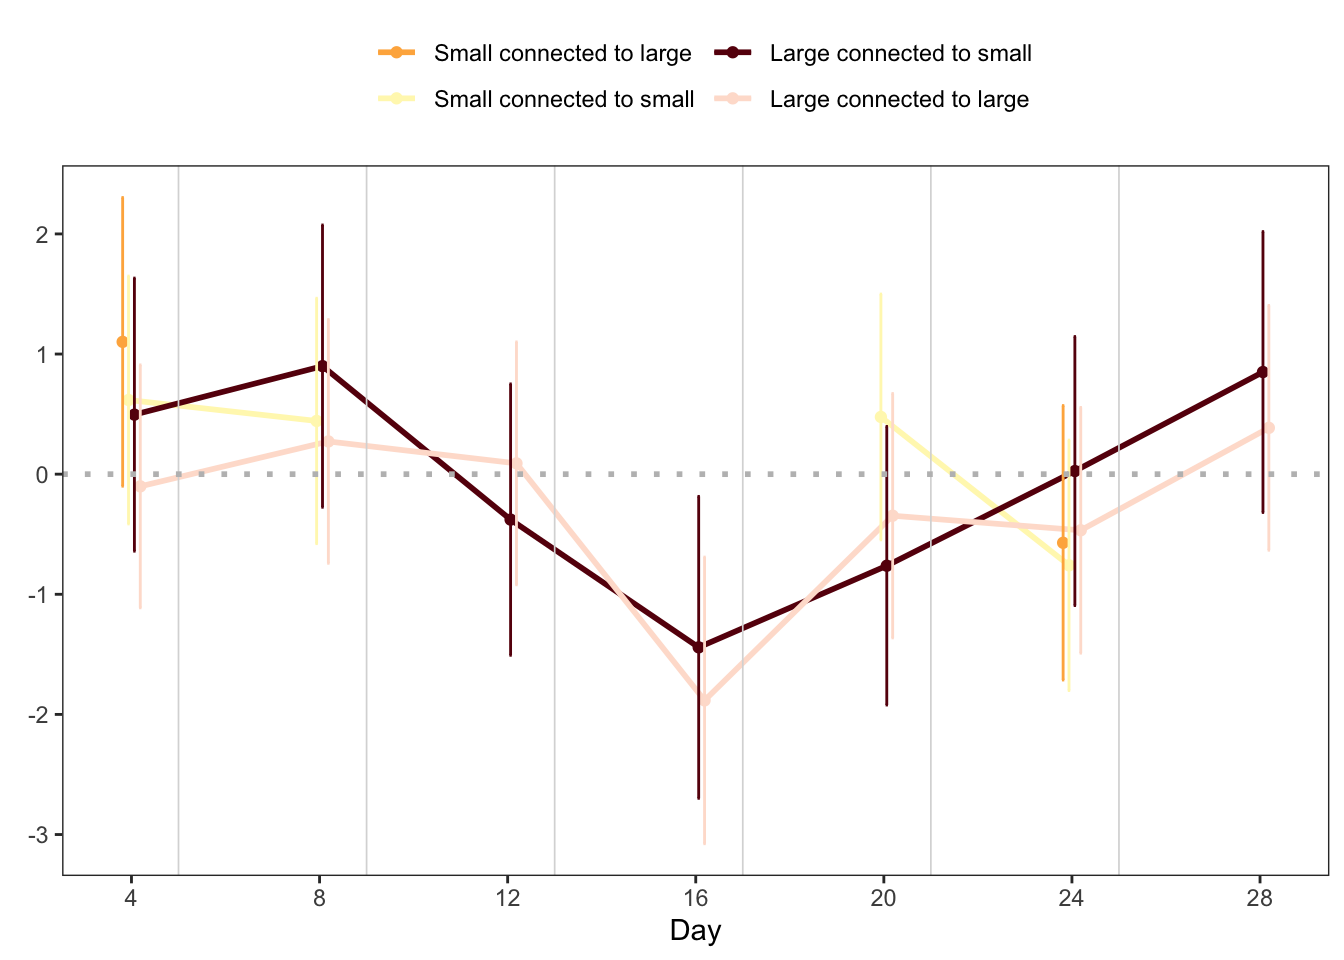 Small connected to large Large connected to small
Small connected to small Large connected to large
2
1
0
-1
-2
-3
4 8 12 16 20 24 28
Day